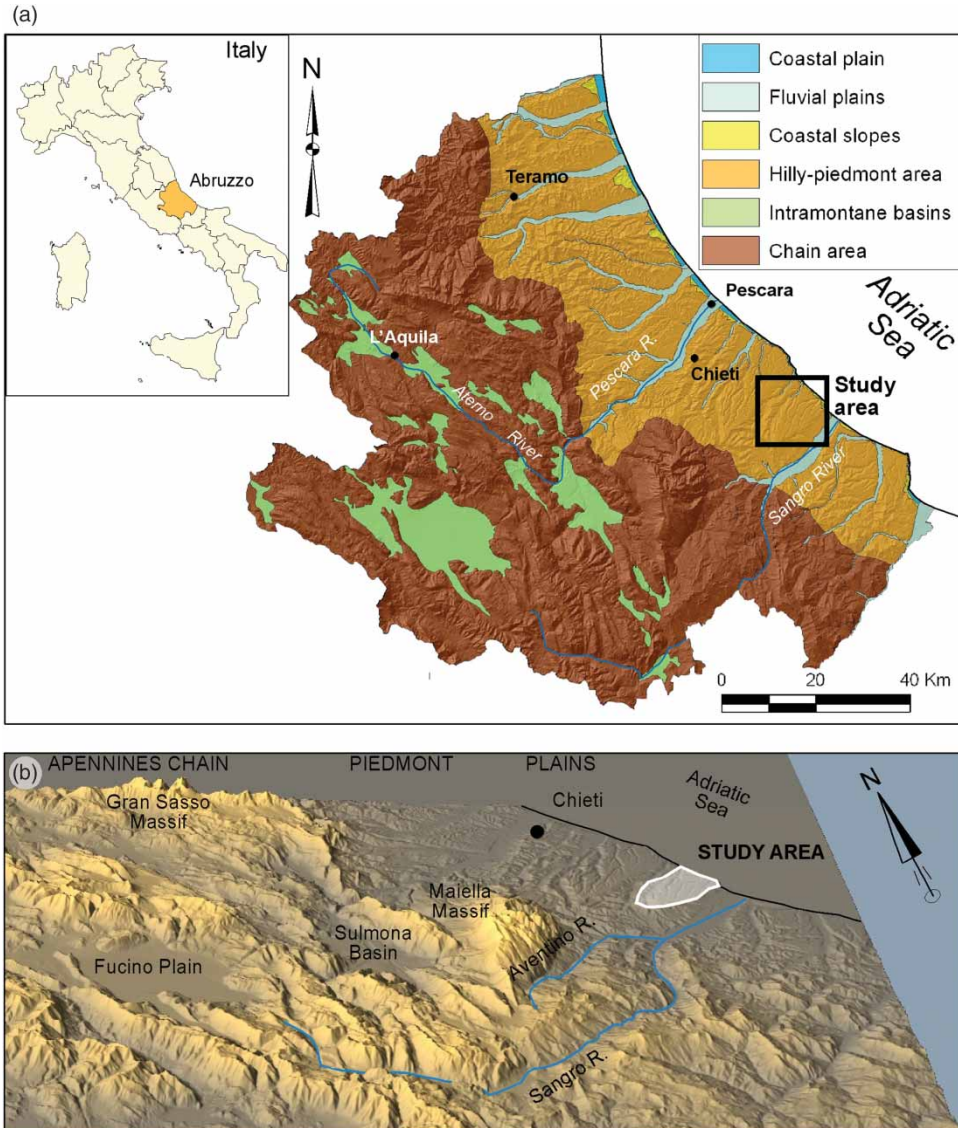 (a)
Italy
Abruzzo
N
Coastal plain
Fluvial plains
Coastal slopes
Hilly-piedmont area
Intramontane basins
Chain area
Teramo
Pescara
Adriatic
Sea
L'Aquila
Pescara R.
Chieti
Aterno
River
Study
area
Sangro River
0 20 40 Km
(b)
APENNINES CHAIN PIEDMONT PLAINS
Gran Sasso
Massif
Chieti
Adriatic
Sea
N
STUDY AREA
Maiella
Massif
Sulmona
Basin
Aventino R.
Fucino Plain
Sangro R.